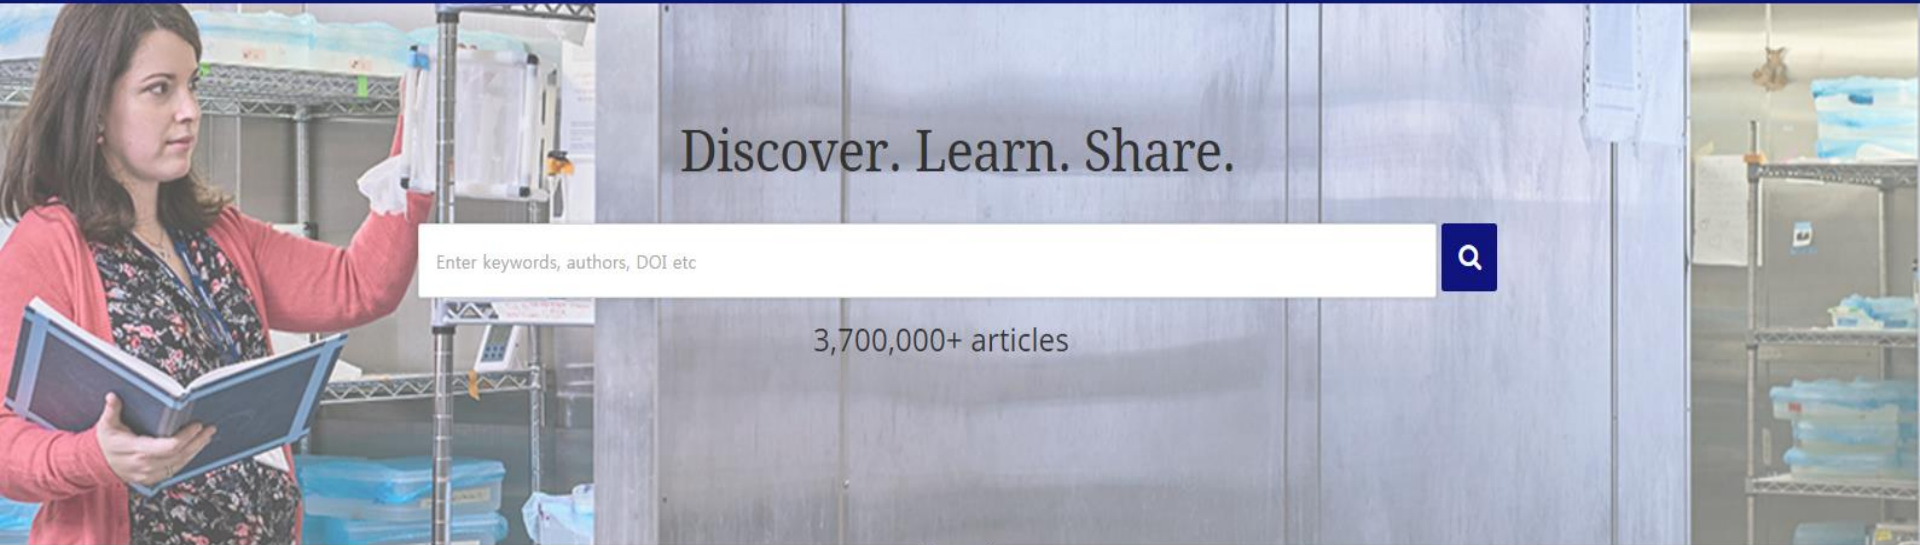 Discover. Learn. Share.
Enter keywords, authors, DOI etc
3,700,000+ articles